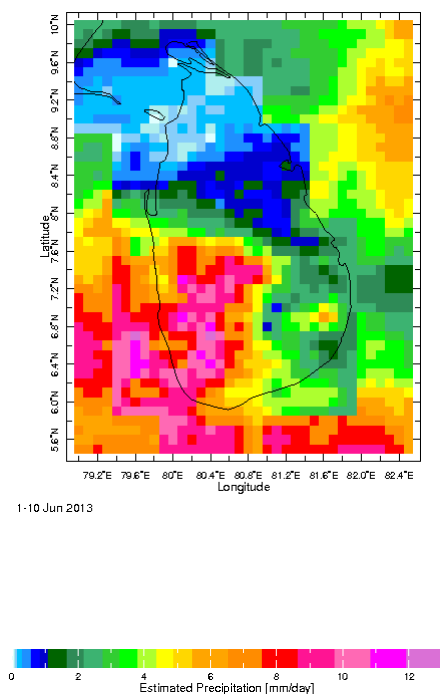 10°N
9.6°N
9.2°N
8.8°N
8.4°N
8°N
7.6°N
7.2°N
6.8°N
6.4°N
6.0°N
5.6°N
Latitude
79.2°E 79.6°E 80°E 80.4°E 80.8°E 81.2°E 81.6°E 82.0°E 82.4°E
Longitude
1-10 Jun 2013
0 2 4 6 8 10 12
Estimated Precipitation [mm/day]